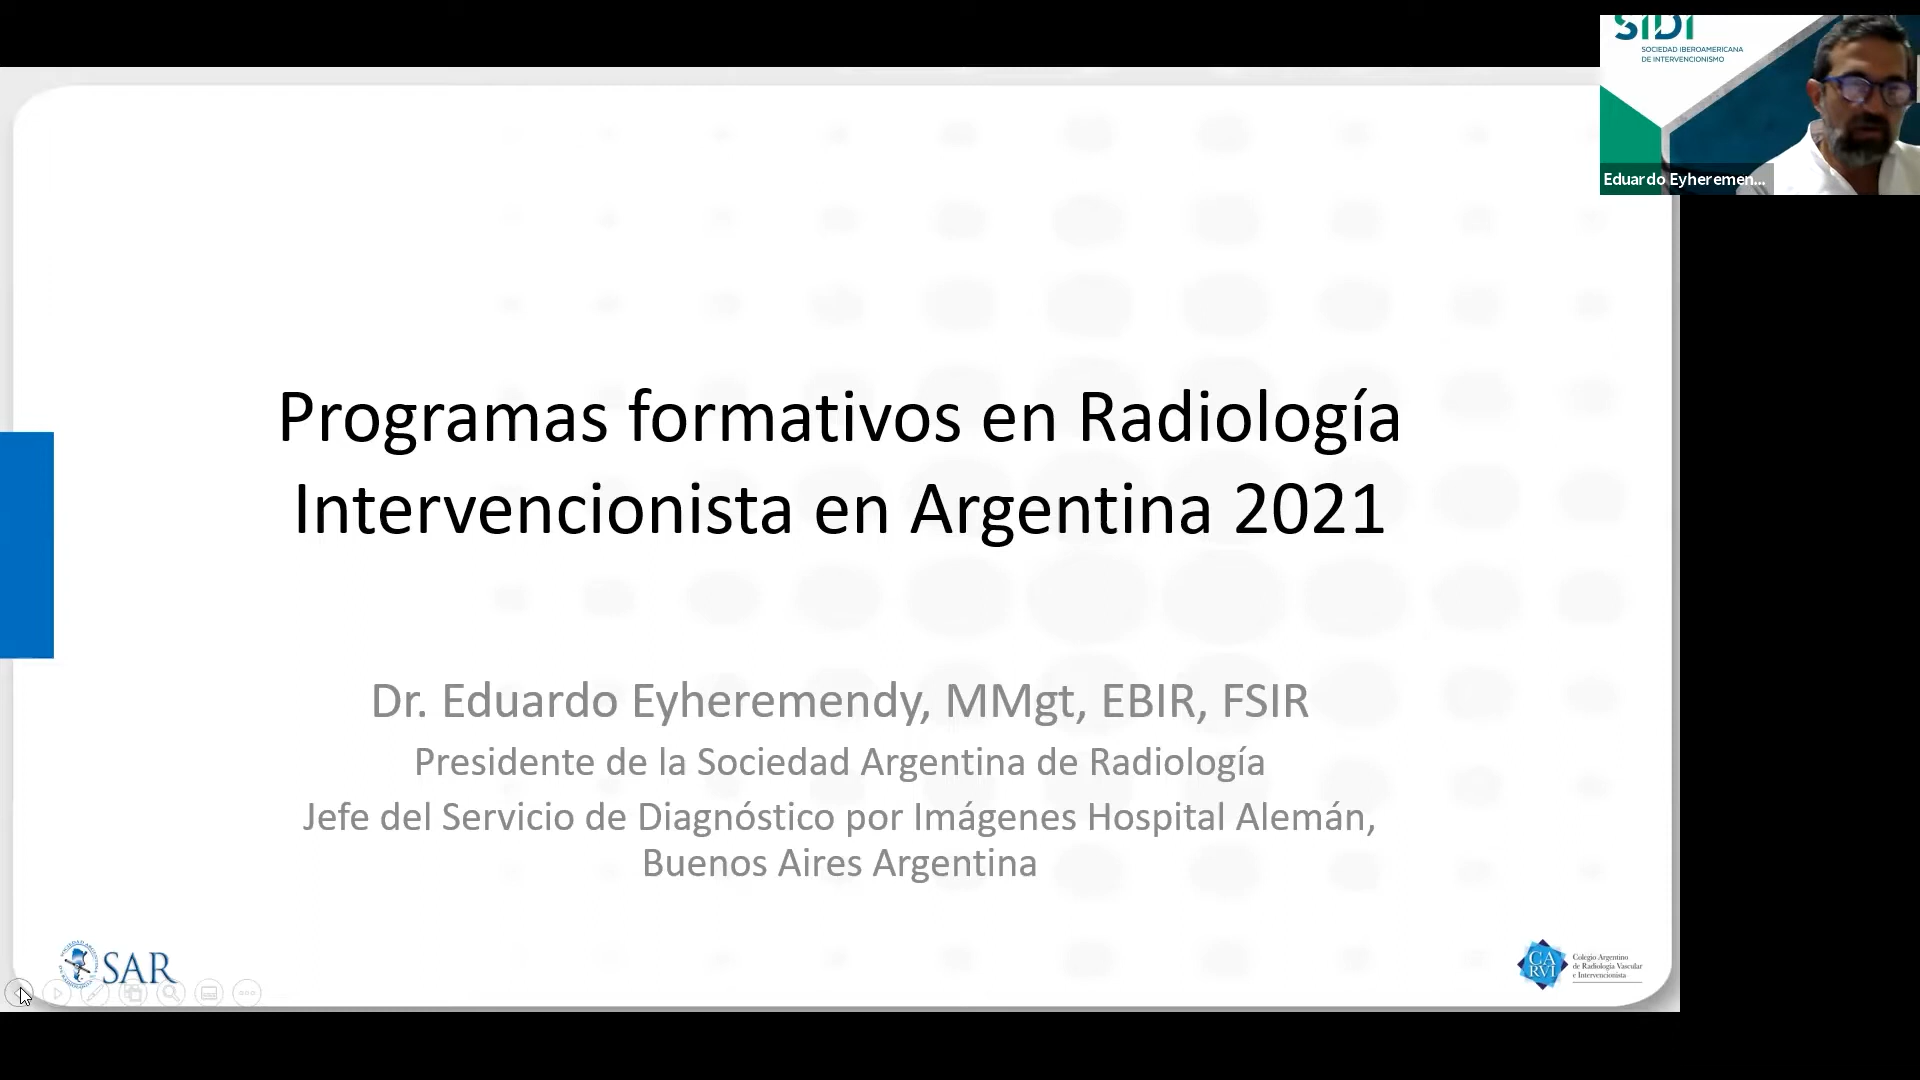 SIDI
SOCIEDAD IBEROAMERICANA
DE INTERVENCIONISMO
Eduardo Eyheremen...
Programas formativos en Radiología
Intervencionista en Argentina 2021
Dr. Eduardo Eyheremendy, MMgt, EBIR, FSIR
Presidente de la Sociedad Argentina de Radiología
Jefe del Servicio de Diagnóstico por Imágenes Hospital Alemán,
Buenos Aires Argentina
SAR
CA
RVI
Colegio Argentino
de Radiología Vascular
e Intervencionista